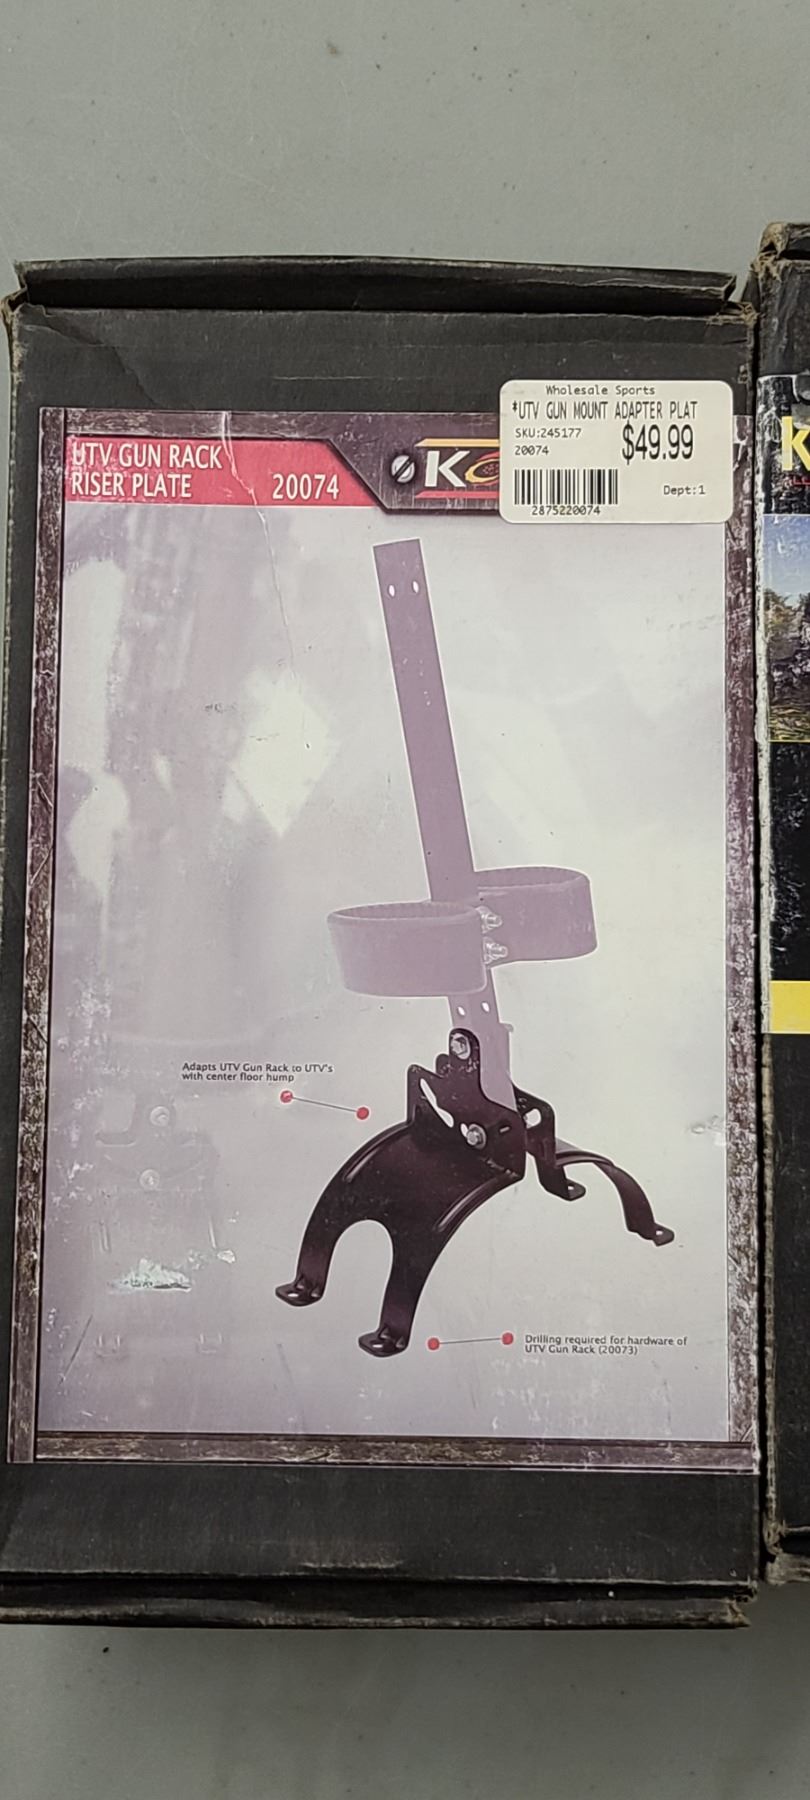 Wholesale Sports
*UTV GUN MOUNT ADAPTER PLAT
SKU:245177
$49.99
20074
Dept:1
2875220074
UTV GUN RACK
RISER PLATE
20074
Adapts UTV Gun Rack to UTV's
with center floor hump
Drilling required for hardware of
UTV Gun Rack (20073)